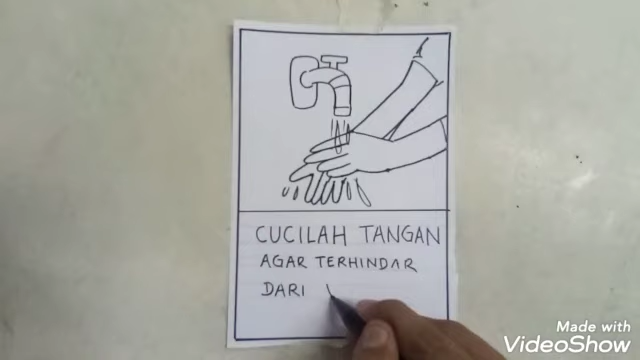 CUCILAH TANGAN
AGAR TERHINDAR
DARI
Made with
VideoShow